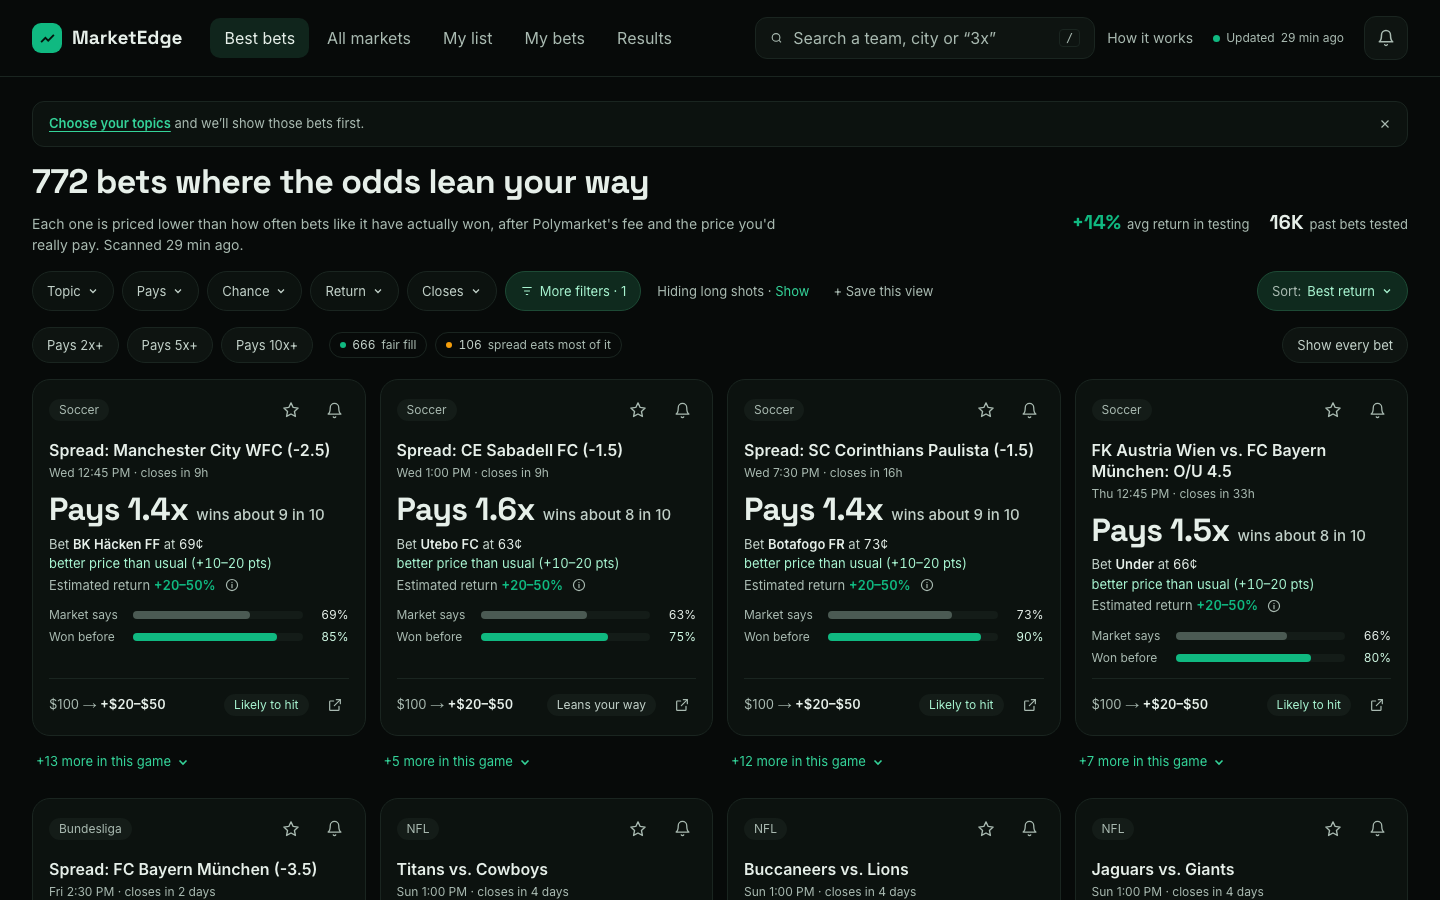 MarketEdge
Best bets
All markets
My list
My bets
Results
Search a team, city or “3x”
/
How it works
Updated 29 min ago
Choose your topics and we’ll show those bets first.
772 bets where the odds lean your way
Each one is priced lower than how often bets like it have actually won, after Polymarket's fee and the price you'd
really pay. Scanned 29 min ago.
+14% avg return in testing
16K past bets tested
Topic
Pays
Chance
Return
Closes
More filters · 1
Hiding long shots · Show
+ Save this view
Sort: Best return
Pays 2x+
Pays 5x+
Pays 10x+
666 fair fill
106 spread eats most of it
Show every bet
Soccer
Spread: Manchester City WFC (-2.5)
Wed 12:45 PM · closes in 9h
Pays 1.4x wins about 9 in 10
Bet BK Häcken FF at 69¢
better price than usual (+10–20 pts)
Estimated return +20–50%
Market says 69%
Won before 85%
$100 → +$20–$50
Likely to hit
+13 more in this game
Soccer
Spread: CE Sabadell FC (-1.5)
Wed 1:00 PM · closes in 9h
Pays 1.6x wins about 8 in 10
Bet Utebo FC at 63¢
better price than usual (+10–20 pts)
Estimated return +20–50%
Market says 63%
Won before 75%
$100 → +$20–$50
Leans your way
+5 more in this game
Soccer
Spread: SC Corinthians Paulista (-1.5)
Wed 7:30 PM · closes in 16h
Pays 1.4x wins about 9 in 10
Bet Botafogo FR at 73¢
better price than usual (+10–20 pts)
Estimated return +20–50%
Market says 73%
Won before 90%
$100 → +$20–$50
Likely to hit
+12 more in this game
Soccer
FK Austria Wien vs. FC Bayern
München: O/U 4.5
Thu 12:45 PM · closes in 33h
Pays 1.5x wins about 8 in 10
Bet Under at 66¢
better price than usual (+10–20 pts)
Estimated return +20–50%
Market says 66%
Won before 80%
$100 → +$20–$50
Likely to hit
+7 more in this game
Bundesliga
Spread: FC Bayern München (-3.5)
Fri 2:30 PM · closes in 2 days
NFL
Titans vs. Cowboys
Sun 1:00 PM · closes in 4 days
NFL
Buccaneers vs. Lions
Sun 1:00 PM · closes in 4 days
NFL
Jaguars vs. Giants
Sun 1:00 PM · closes in 4 days